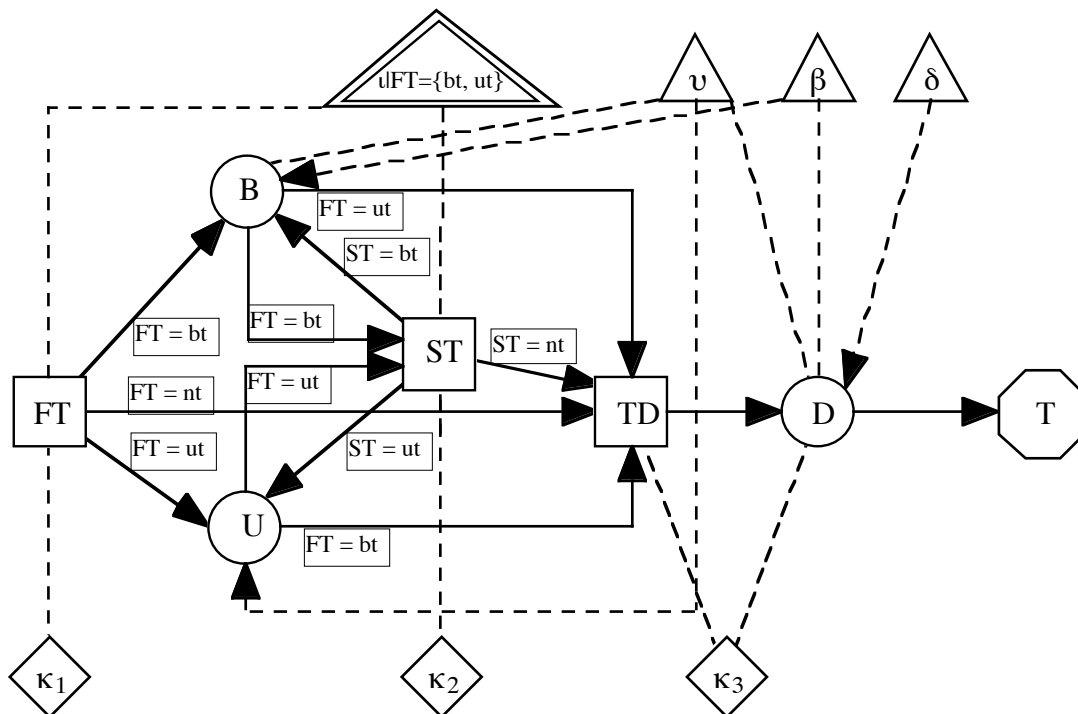 u|FT={bt, ut}
υ
β
δ
B
FT = ut
ST = bt
FT = bt
FT = bt
ST
ST = nt
FT = ut
FT = nt
FT
TD
D
T
FT = ut
ST = ut
U
FT = bt
κ1
κ2
κ3